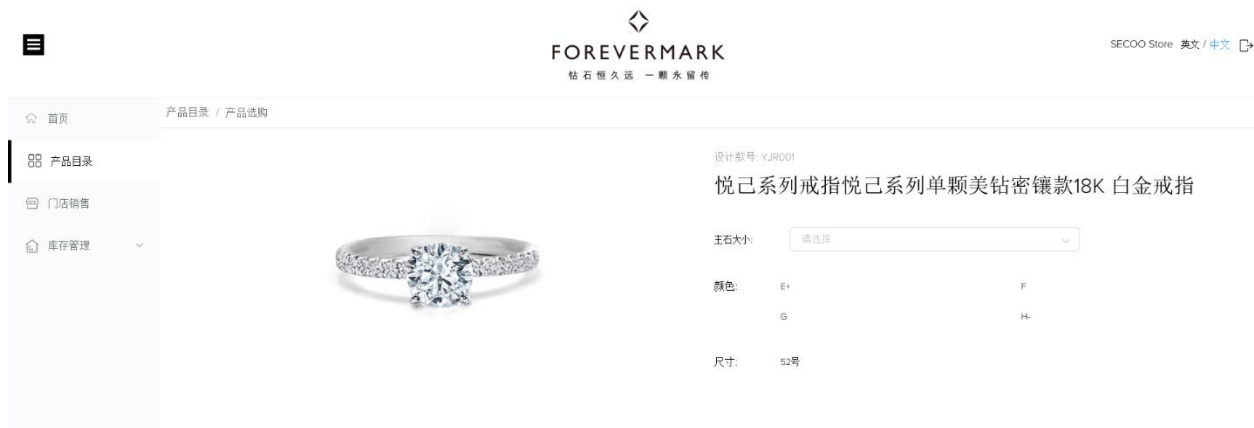 FOREVERMARK
钻石恒久远 一颗永留传
SECOO Store 英文 / 中文
首页
产品目录
门店销售
库存管理
产品目录 / 产品选购
设计款号: YJR001
悦己系列戒指悦己系列单颗美钻密镶款18K 白金戒指
主石大小: 请选择
颜色: E+ F
G H-
尺寸: 52号